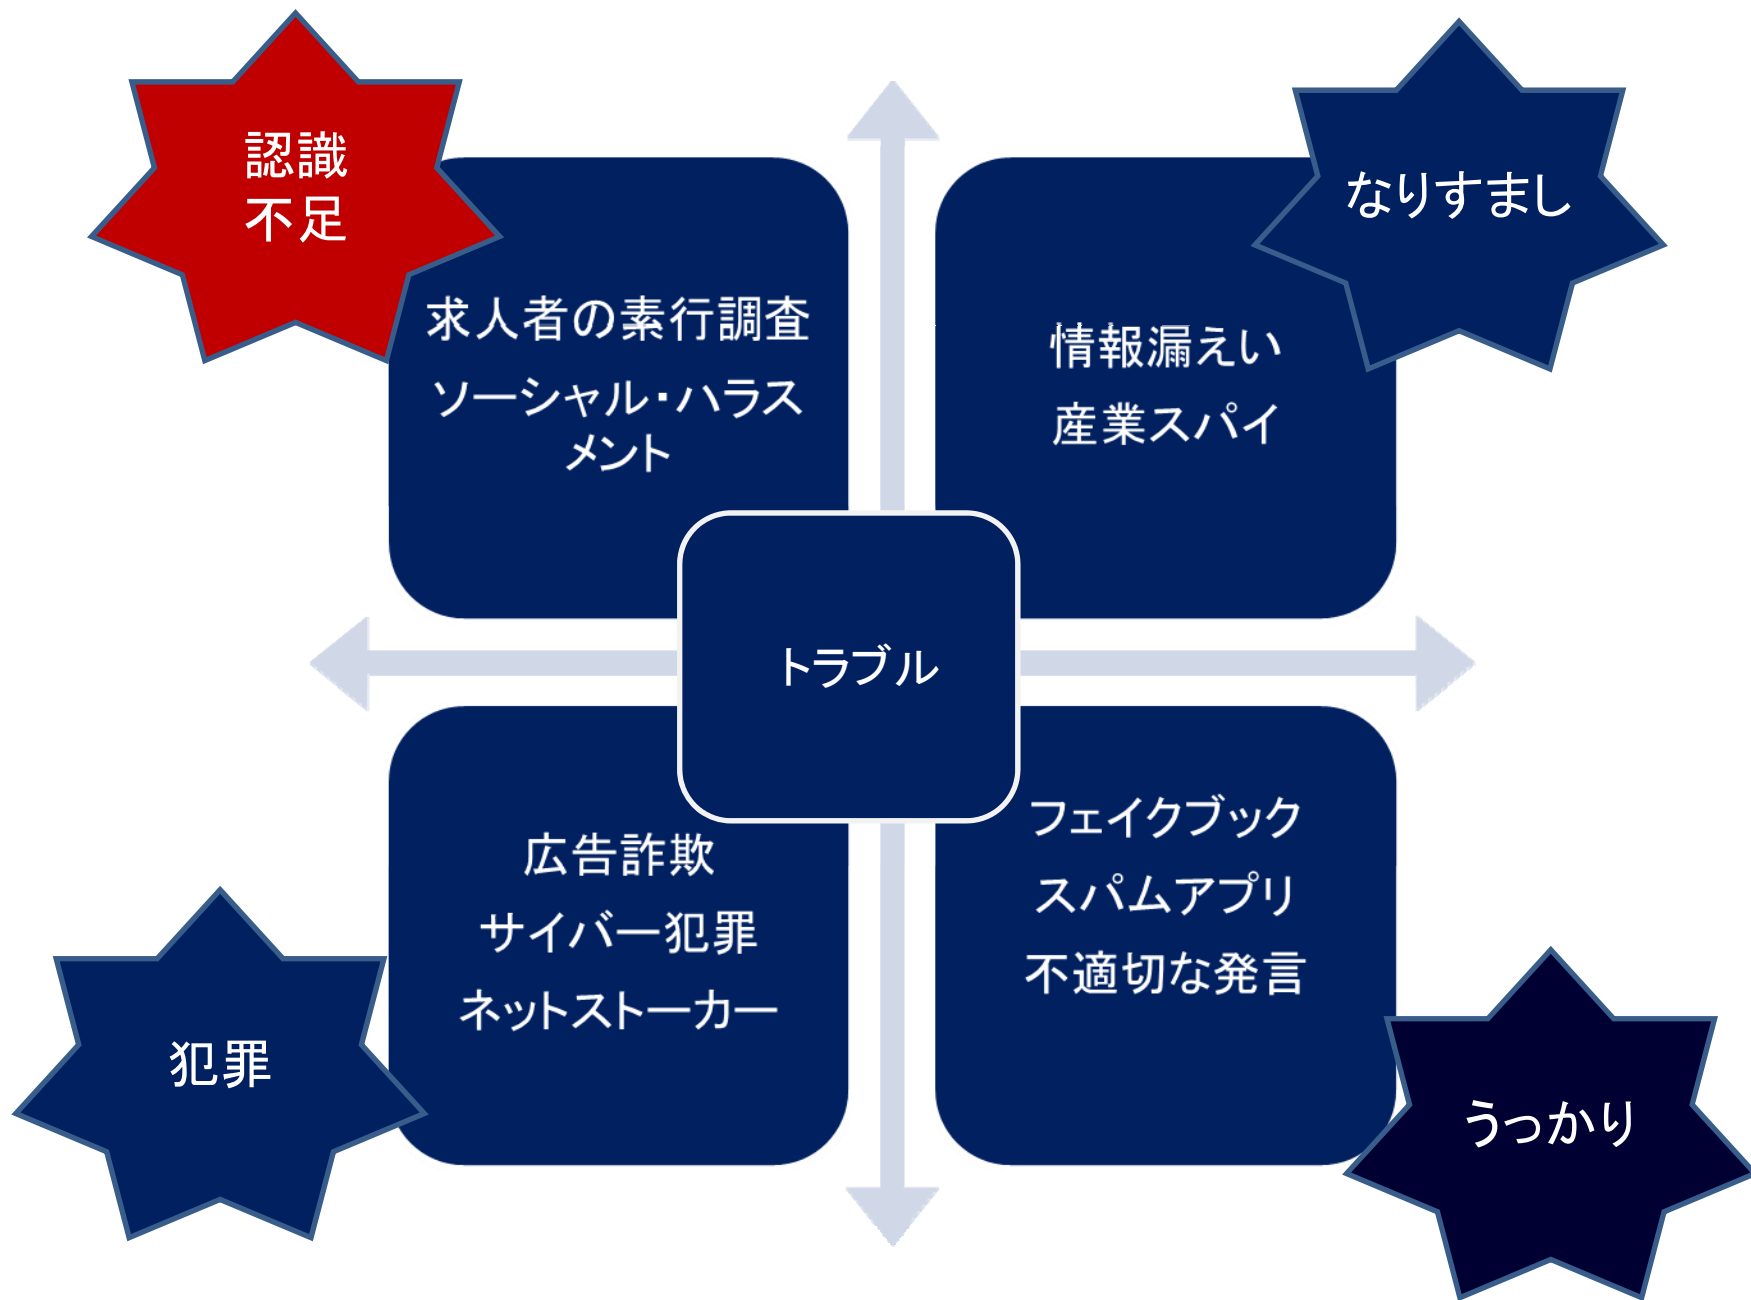 認識
不足
求人者の素行調査
ソーシャル・ハラス
メント
なりすまし
情報漏えい
産業スパイ
トラブル
広告詐欺
サイバー犯罪
ネットストーカー
犯罪
フェイクブック
スパムアプリ
不適切な発言
うっかり